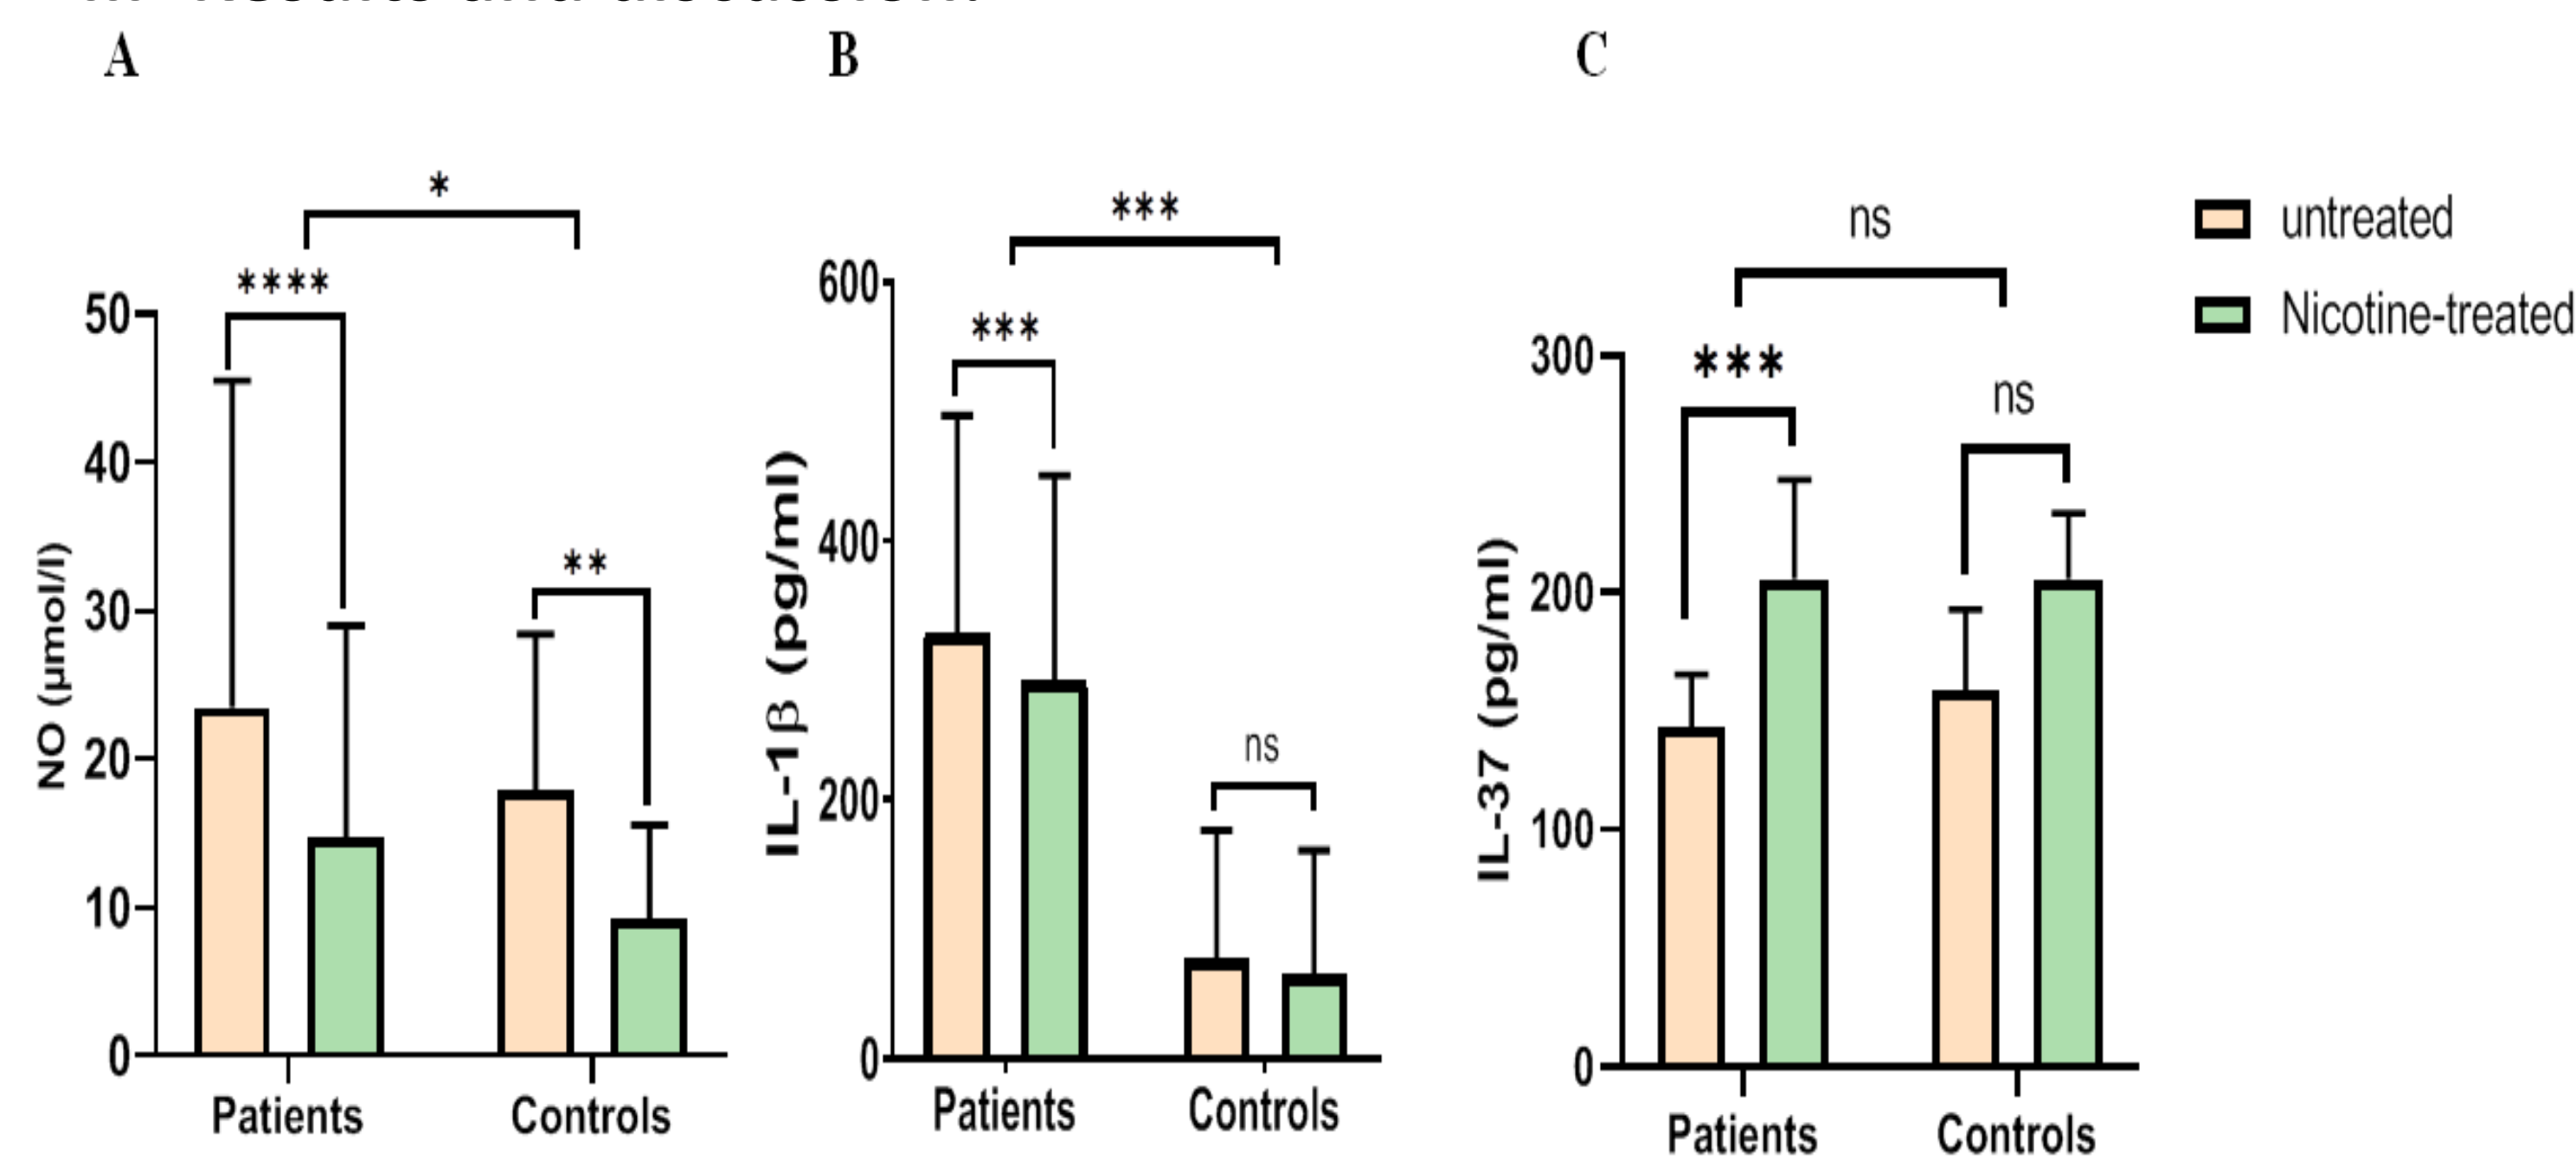 A
B
C
*
****
**
50
40
30
20
10
0
NO (µmol/l)
Patients
Controls
***
***
ns
600
400
200
0
IL-1β (pg/ml)
Patients
Controls
ns
***
ns
300
200
100
0
IL-37 (pg/ml)
Patients
Controls
untreated
Nicotine-treated